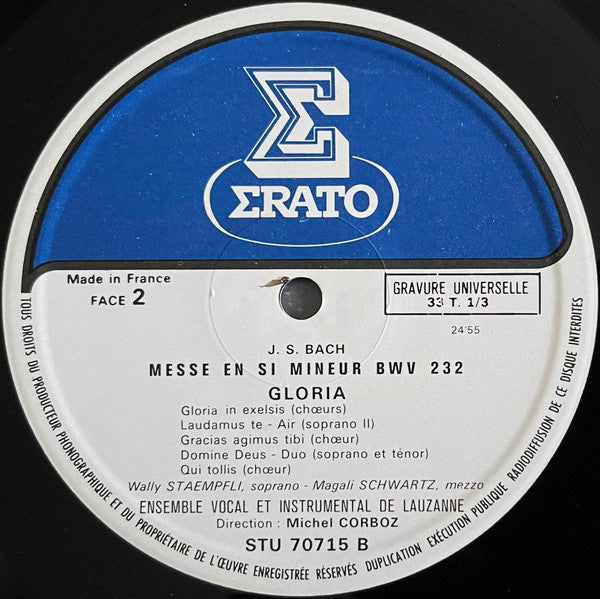 Σ
ΣRATO
Made in France
FACE 2
GRAVURE UNIVERSELLE
33 T. 1/3
24'55
J. S. BACH
MESSE EN SI MINEUR BWV 232
GLORIA
Gloria in exelsis (chœurs)
Laudamus te - Air (soprano II)
Gracias agimus tibi (chœur)
Domine Deus - Duo (soprano et ténor)
Qui tollis (chœur)
Wally STAEMPFLI, soprano - Magali SCHWARTZ, mezzo
ENSEMBLE VOCAL ET INSTRUMENTAL DE LAUZANNE
Direction : Michel CORBOZ
STU 70715 B
TOUS DROITS DU PRODUCTEUR PHONOGRAPHIQUE ET DU PROPRIÉTAIRE DE L'ŒUVRE ENREGISTRÉE RÉSERVÉS DUPLICATION EXÉCUTION PUBLIQUE RADIODIFFUSION DE CE DISQUE INTERDITES